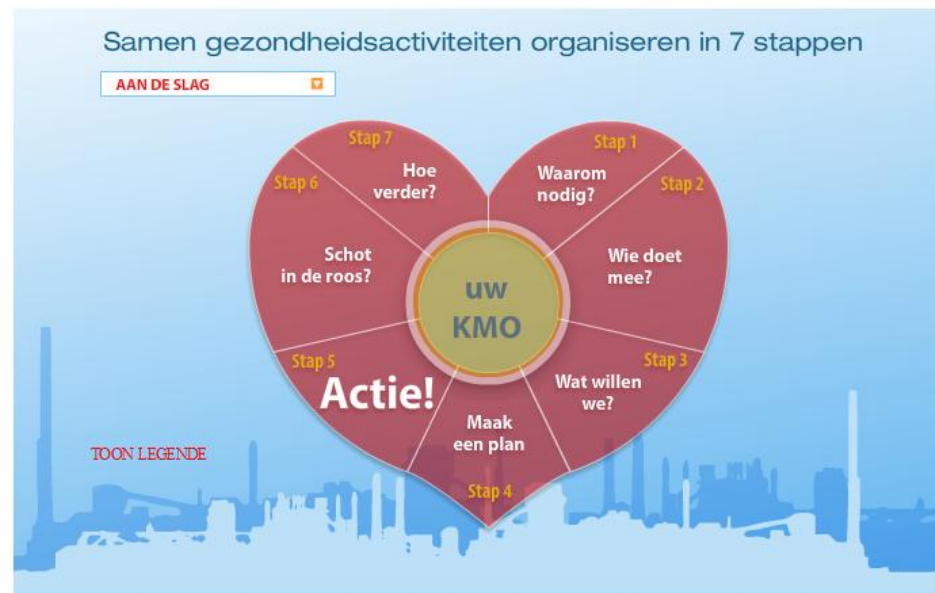 Samen gezondheidsactiviteiten organiseren in 7 stappen
AAN DE SLAG
Stap 1
Waarom
nodig?
Stap 2
Wie doet
mee?
Stap 3
Wat willen
we?
Maak
een plan
Stap 4
Stap 5
Actie!
Stap 6
Schot
in de roos?
Stap 7
Hoe
verder?
uw
KMO
TOON LEGENDE